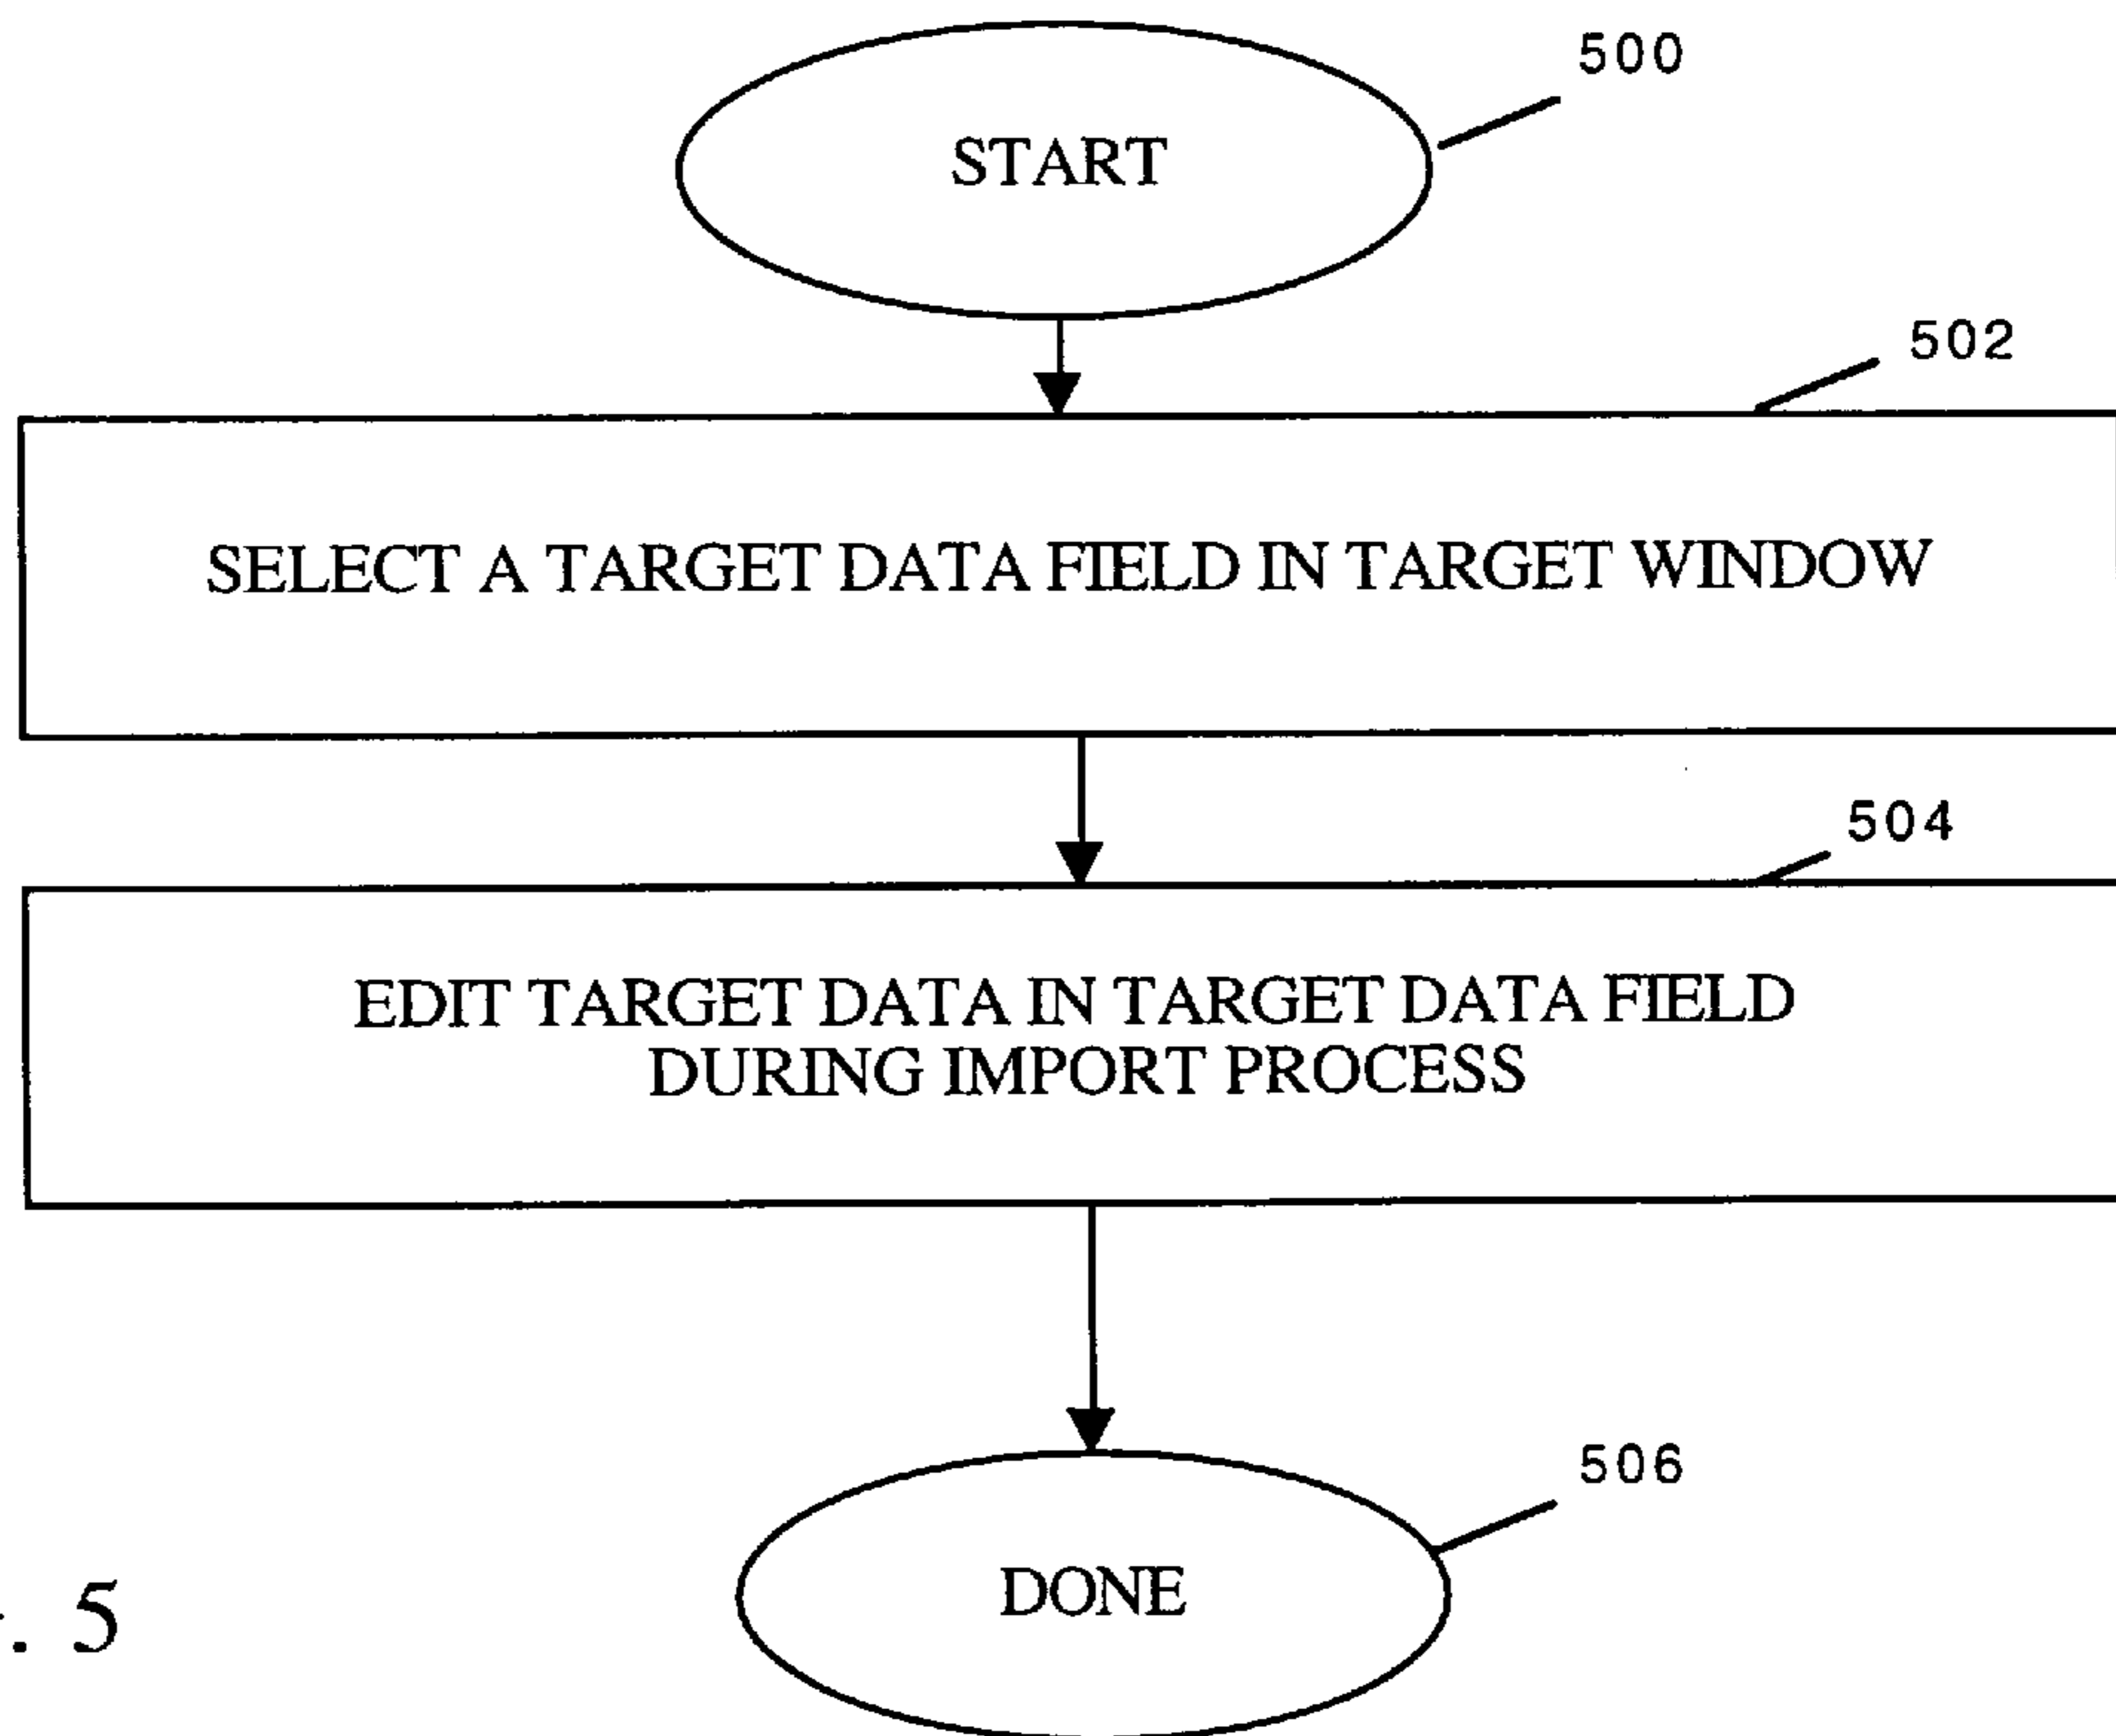 500
START
502
SELECT A TARGET DATA FIELD IN TARGET WINDOW
504
EDIT TARGET DATA IN TARGET DATA FIELD
DURING IMPORT PROCESS
506
DONE
. 5